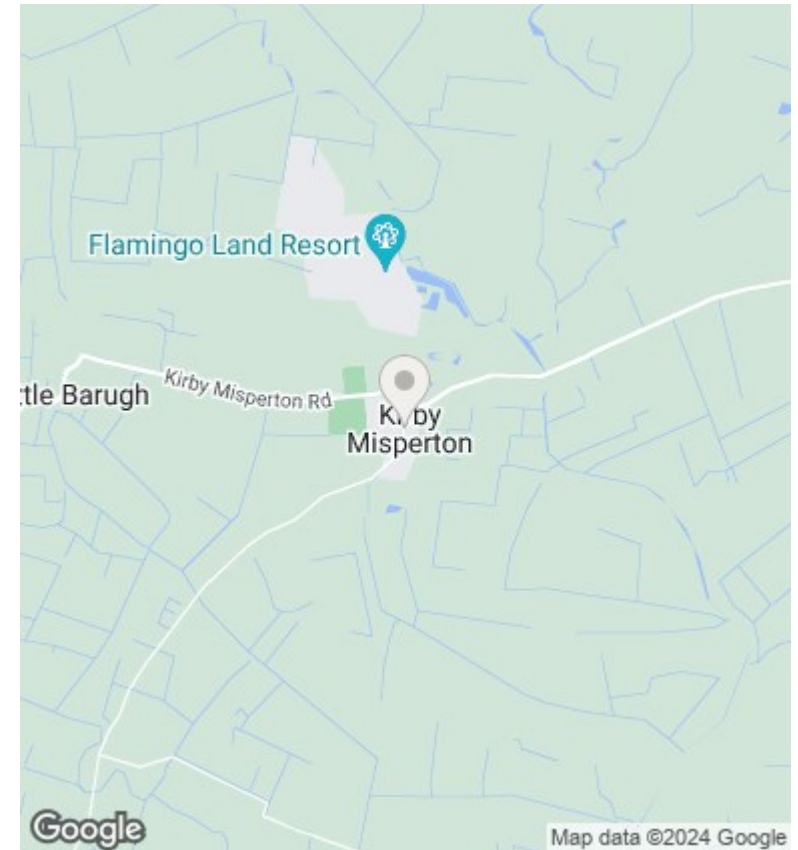 Flamingo Land Resort
Kirby Misperton Rd
ttle Barugh
Kirby
Misperton
Google
Map data ©2024 Google